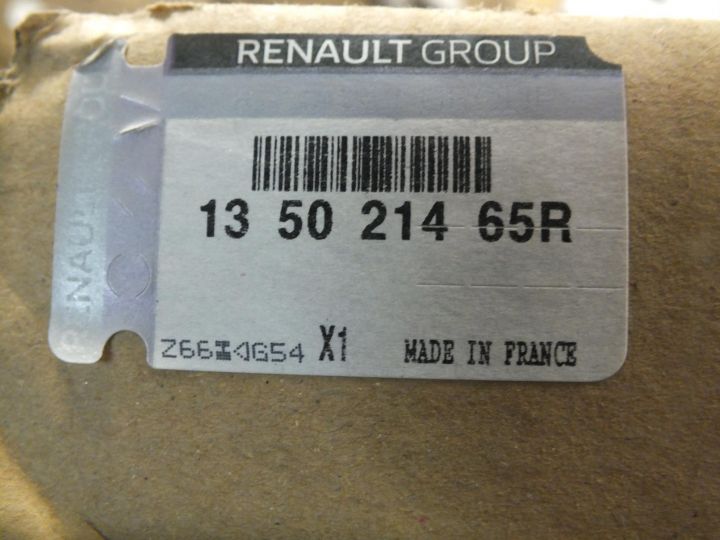 RENAULT GROUP
13 50 214 65R
X1
MADE IN FRANCE